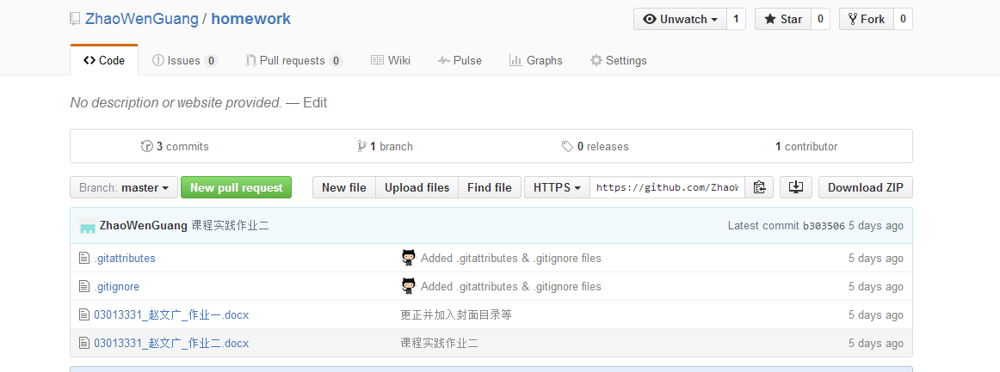 ZhaoWenGuang / homework Unwatch 1 Star 0 Fork 0
Code Issues 0 Pull requests 0 Wiki Pulse Graphs Settings
No description or website provided. — Edit
3 commits 1 branch 0 releases 1 contributor
Branch: master New pull request New file Upload files Find file HTTPS https://github.com/Zhao Download ZIP
ZhaoWenGuang 课程实践作业二 Latest commit b303506 5 days ago
.gitattributes Added .gitattributes & .gitignore files 5 days ago
.gitignore Added .gitattributes & .gitignore files 5 days ago
03013331_赵文广_作业一.docx 更正并加入封面目录等 5 days ago
03013331_赵文广_作业二.docx 课程实践作业二 5 days ago